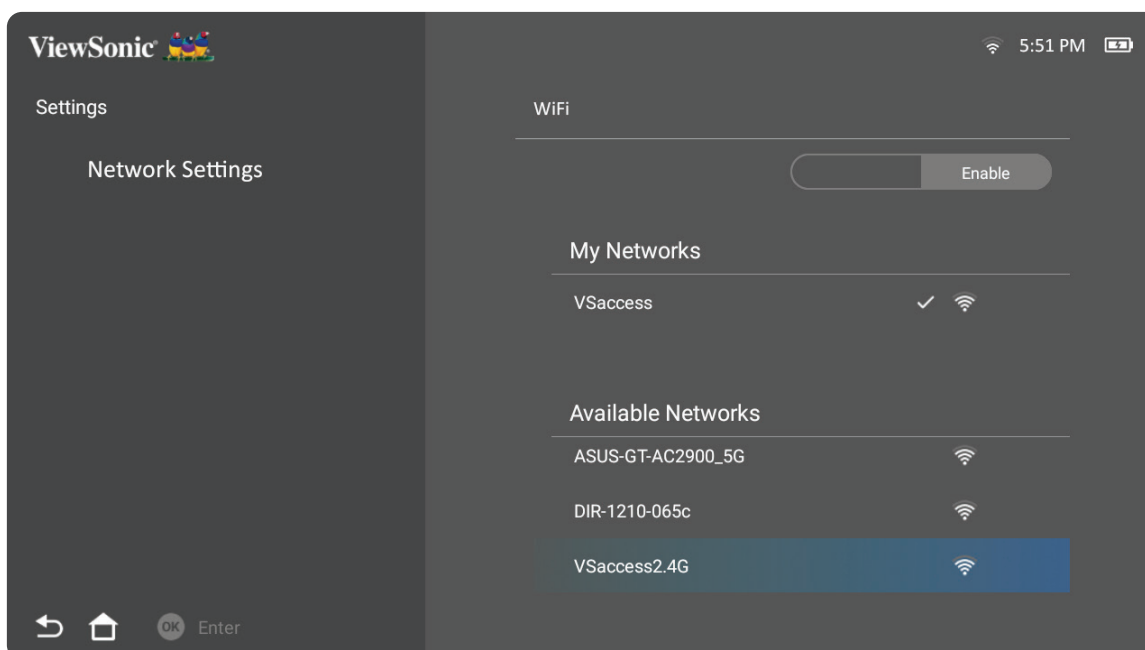 ViewSonic®
5:51 PM
Settings
Network Settings
WiFi
Enable
My Networks
VSaccess
Available Networks
ASUS-GT-AC2900_5G
DIR-1210-065c
VSaccess2.4G
OK Enter